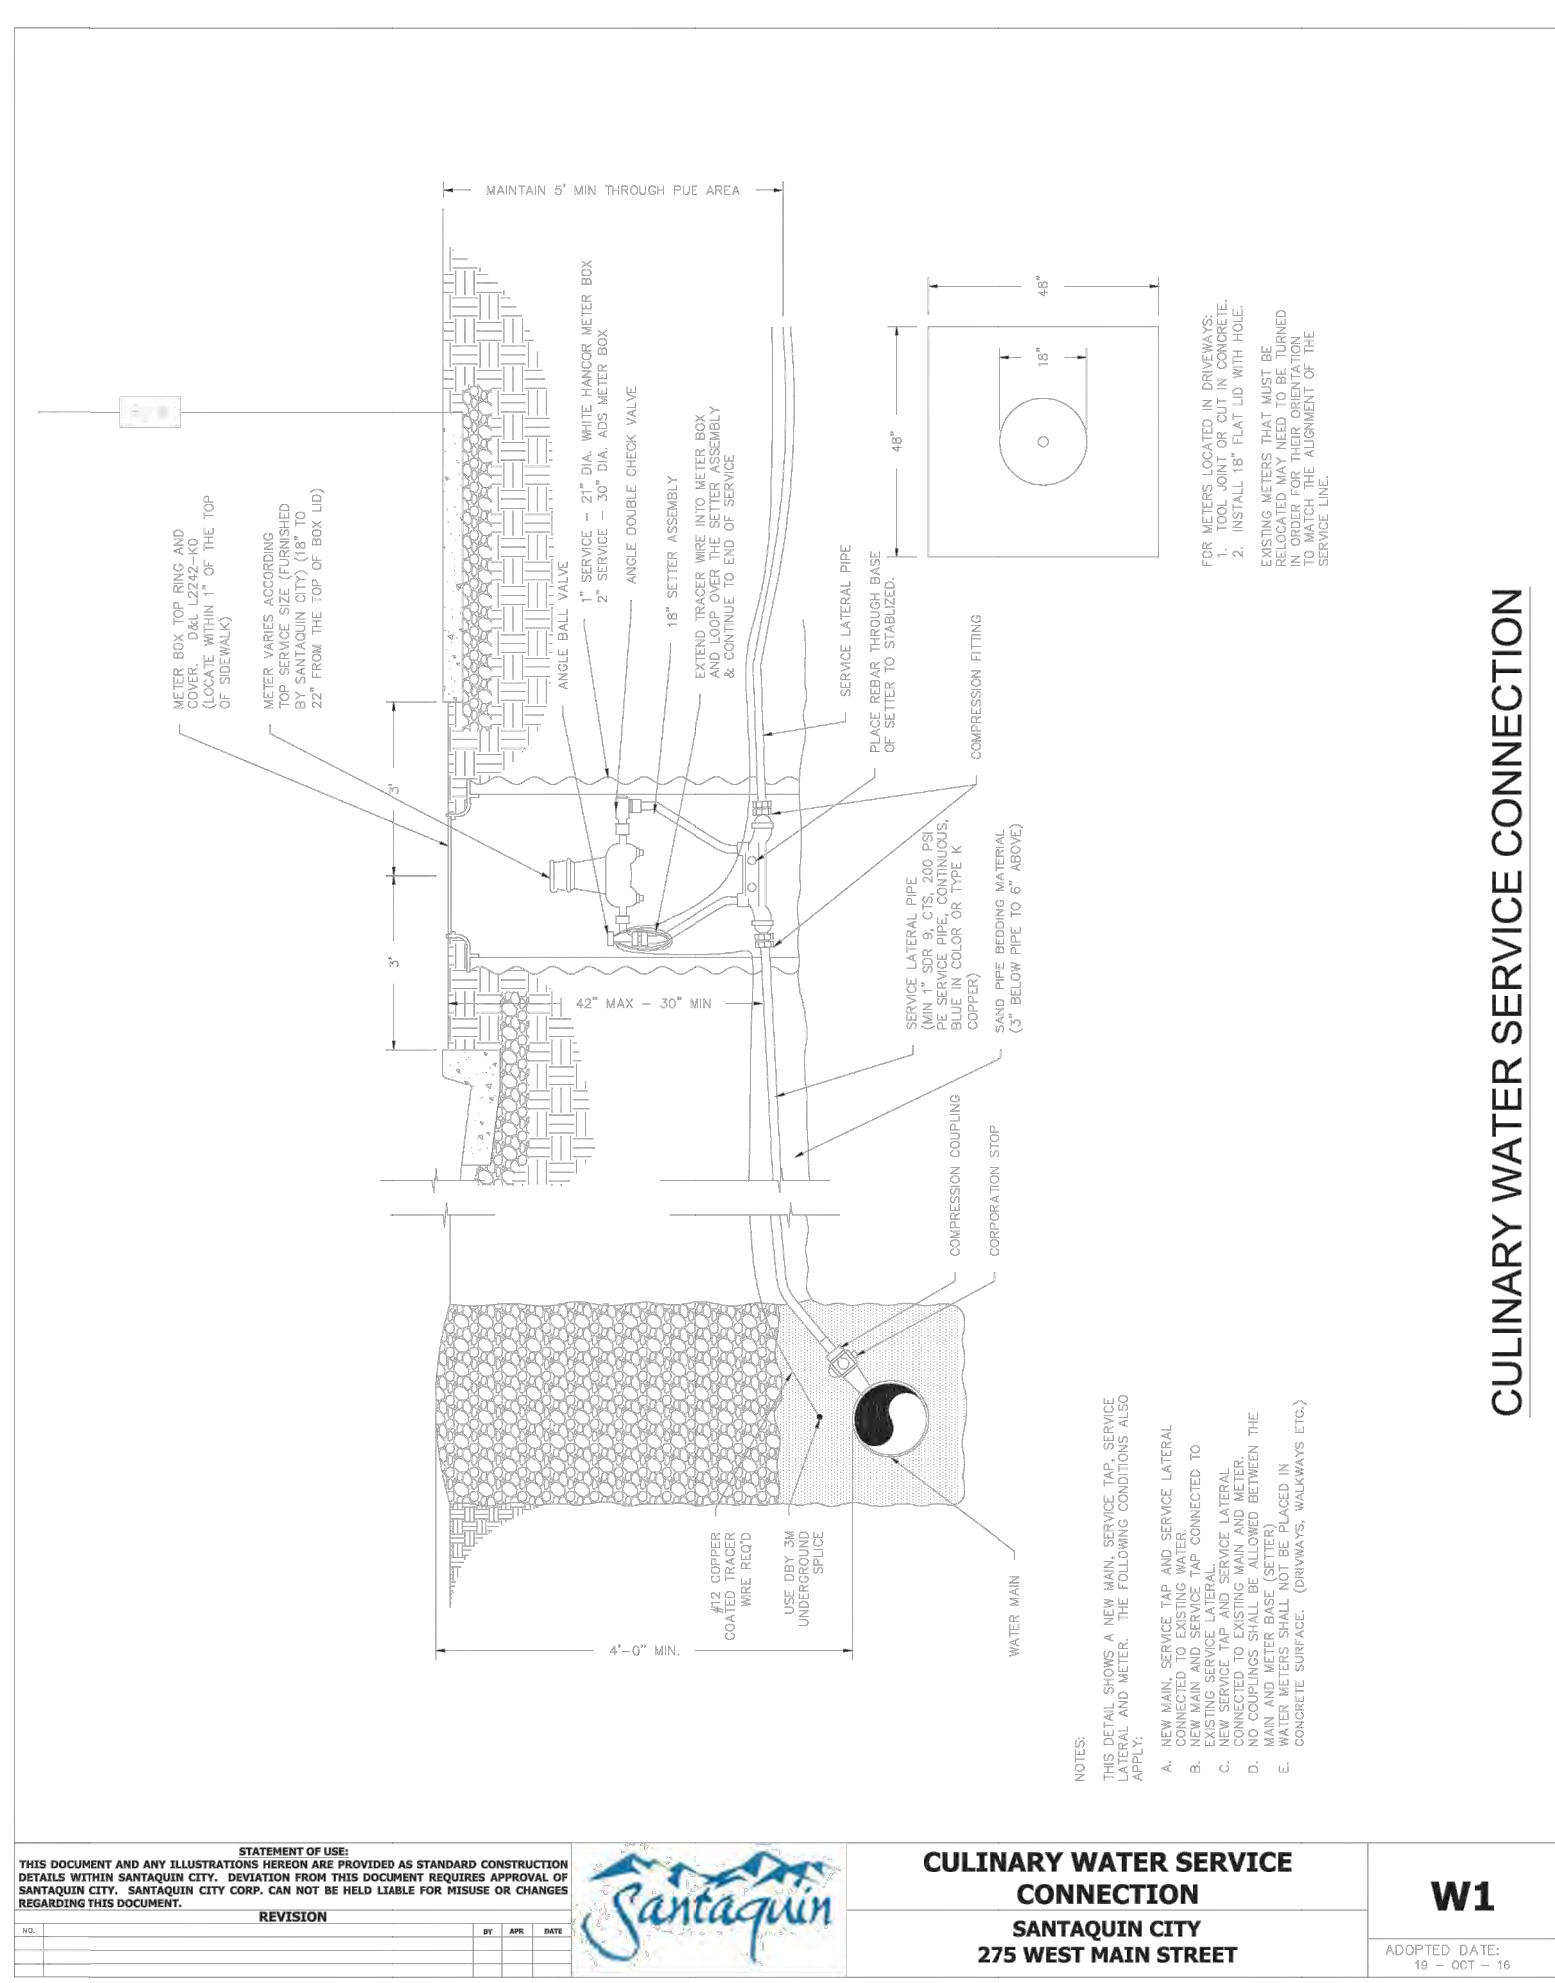 MAINTAIN 5' MIN THROUGH PUE AREA
METER BOX TOP RING AND
COVER. D&L L2242-KO
(LOCATE WITHIN 1" OF THE TOP
OF SIDEWALK)
METER VARIES ACCORDING
TOP SERVICE SIZE (FURNISHED
BY SANTAQUIN CITY) (18" TO
22" FROM THE TOP OF BOX LID)
ANGLE BALL VALVE
1" SERVICE – 21" DIA. WHITE HANCOR METER BOX
2" SERVICE – 30" DIA. ADS METER BOX
ANGLE DOUBLE CHECK VALVE
18" SETTER ASSEMBLY
EXTEND TRACER WIRE INTO METER BOX
AND LOOP OVER THE SETTER ASSEMBLY
& CONTINUE TO END OF SERVICE
SERVICE LATERAL PIPE
PLACE REBAR THROUGH BASE
OF SETTER TO STABLIZED.
COMPRESSION FITTING
48"
48"
18"
FOR METERS LOCATED IN DRIVEWAYS:
1. TOOL JOINT OR CUT IN CONCRETE.
2. INSTALL 18" FLAT LID WITH HOLE.
EXISTING METERS THAT MUST BE
RELOCATED MAY NEED TO BE TURNED
IN ORDER FOR THEIR ORIENTATION
TO MATCH THE ALIGNMENT OF THE
SERVICE LINE.
3'
3'
42" MAX – 30" MIN
SERVICE LATERAL PIPE
(MIN 1" SDR 9, CTS, 200 PSI
PE SERVICE PIPE, CONTINUOUS,
BLUE IN COLOR OR TYPE K
COPPER)
SAND PIPE BEDDING MATERIAL
(3" BELOW PIPE TO 6" ABOVE)
COMPRESSION COUPLING
CORPORATION STOP
#12 COPPER
COATED TRACER
WIRE REQ'D
USE DBY 3M
UNDERGROUND
SPLICE
WATER MAIN
4'–0" MIN.
NOTES:
THIS DETAIL SHOWS A NEW MAIN, SERVICE TAP, SERVICE
LATERAL AND METER. THE FOLLOWING CONDITIONS ALSO
APPLY:
A. NEW MAIN, SERVICE TAP AND SERVICE LATERAL
CONNECTED TO EXISTING WATER.
B. NEW MAIN AND SERVICE TAP CONNECTED TO
EXISTING SERVICE LATERAL.
C. NEW SERVICE TAP AND SERVICE LATERAL
CONNECTED TO EXISTING MAIN AND METER.
D. NO COUPLINGS SHALL BE ALLOWED BETWEEN THE
MAIN AND METER BASE (SETTER)
E. WATER METERS SHALL NOT BE PLACED IN
CONCRETE SURFACE. (DRIVWAYS, WALKWAYS ETC.)
CULINARY WATER SERVICE CONNECTION
STATEMENT OF USE:
THIS DOCUMENT AND ANY ILLUSTRATIONS HEREON ARE PROVIDED AS STANDARD CONSTRUCTION
DETAILS WITHIN SANTAQUIN CITY. DEVIATION FROM THIS DOCUMENT REQUIRES APPROVAL OF
SANTAQUIN CITY. SANTAQUIN CITY CORP. CAN NOT BE HELD LIABLE FOR MISUSE OR CHANGES
REGARDING THIS DOCUMENT.
REVISION
NO. BY APR DATE
Santaquin
CULINARY WATER SERVICE
CONNECTION
SANTAQUIN CITY
275 WEST MAIN STREET
W1
ADOPTED DATE:
19 – OCT – 16